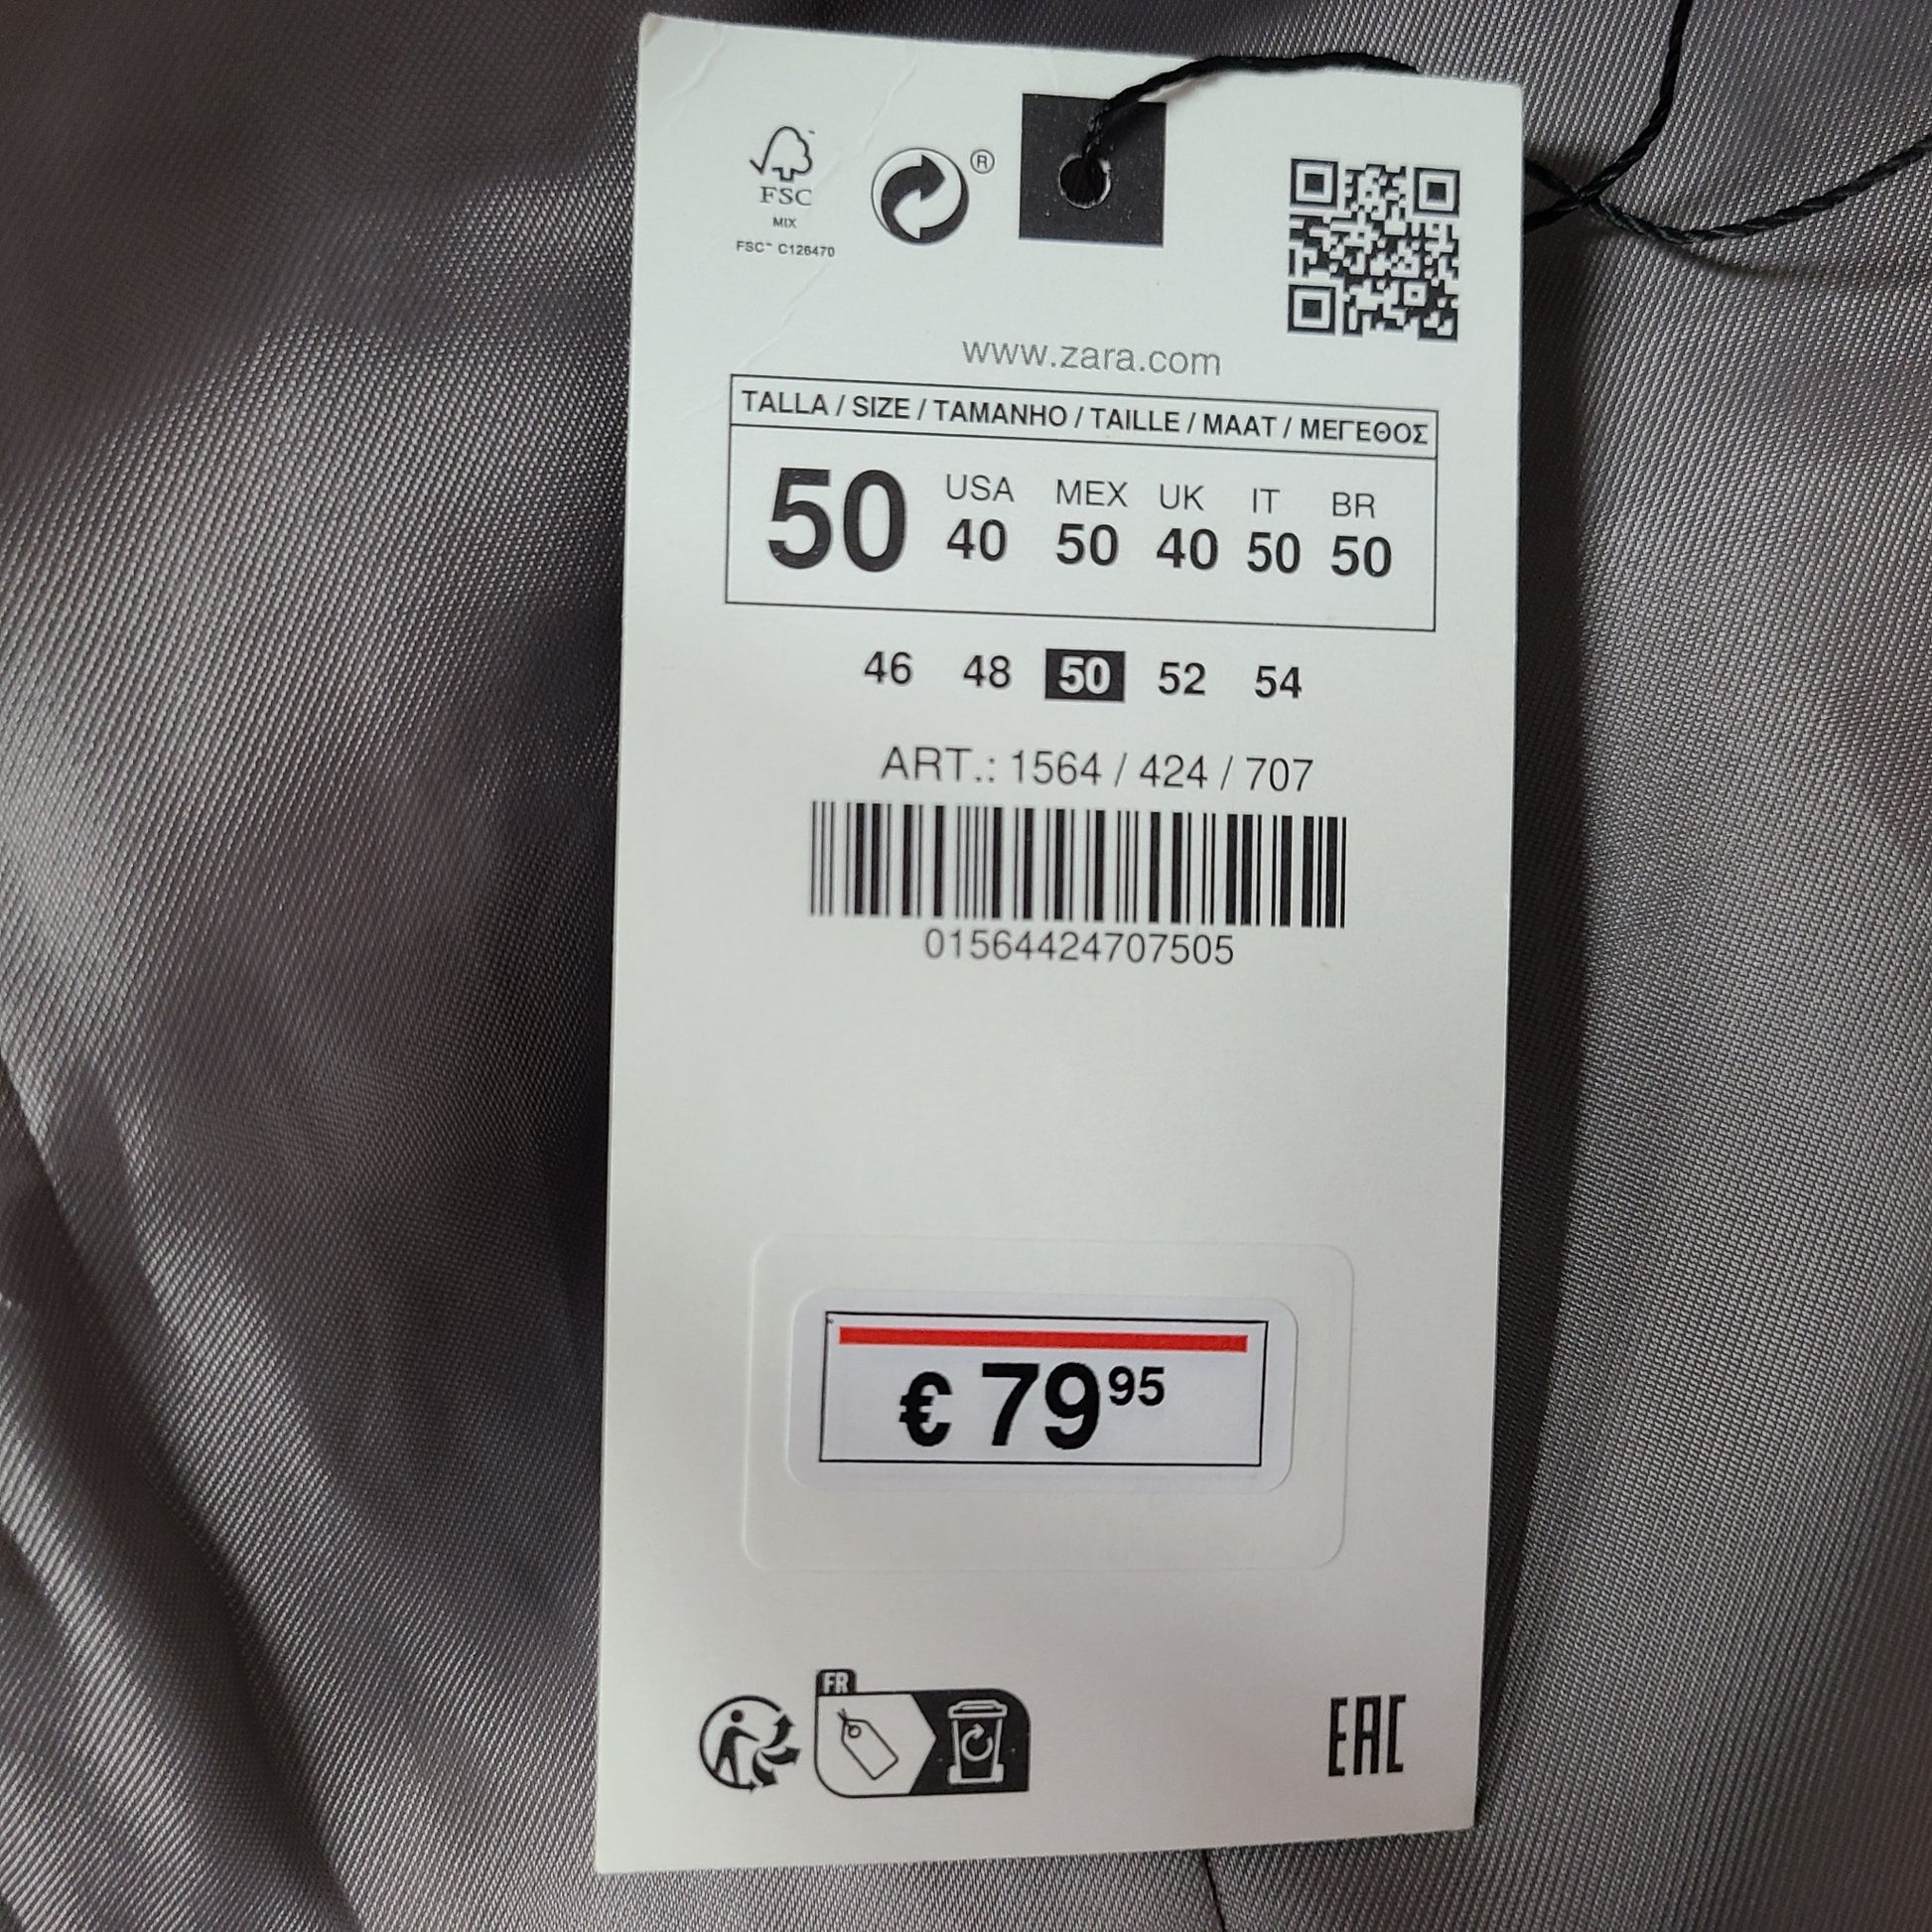 FSC™
MIX
FSC™ C126470
®
www.zara.com
TALLA / SIZE / TAMANHO / TAILLE / MAAT / ΜΕΓΕΘΟΣ
50 USA MEX UK IT BR
40 50 40 50 50
46 48 50 52 54
ART.: 1564 / 424 / 707
01564424707505
€ 79 95
FR
EAC